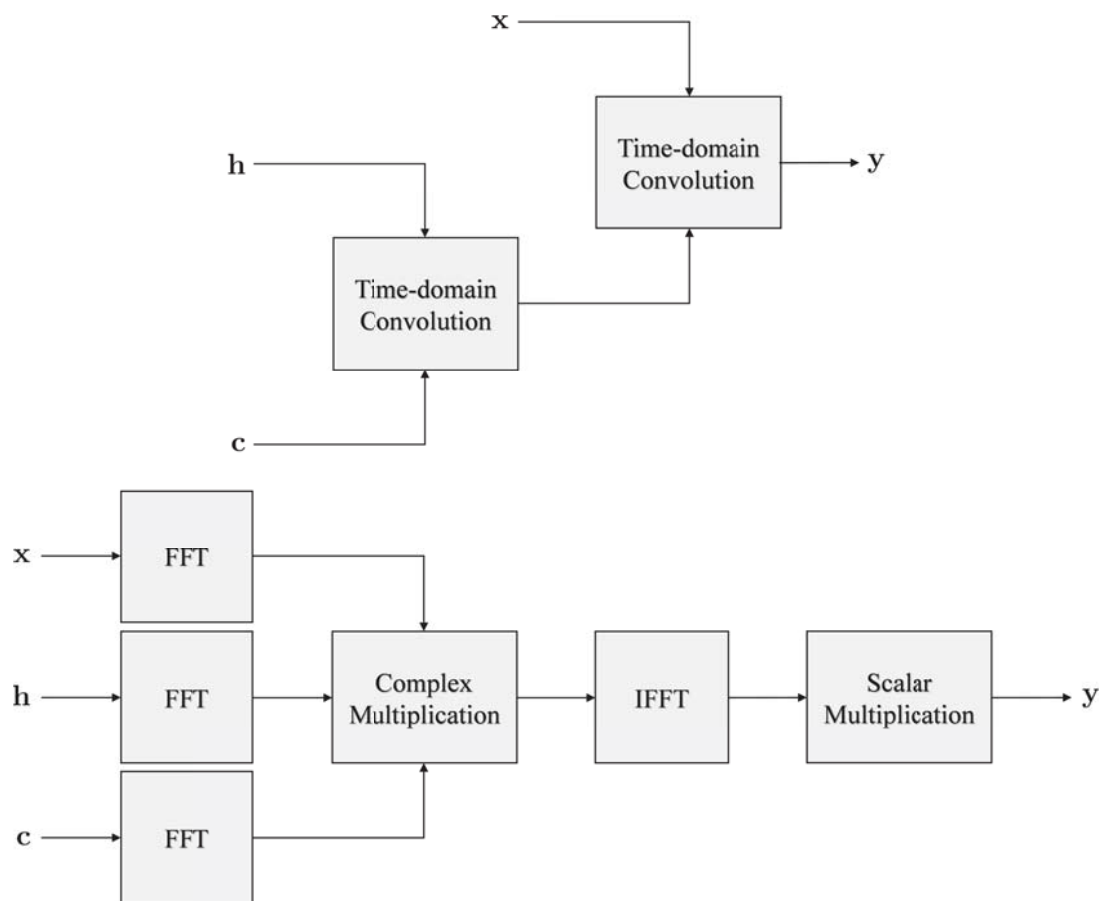 x
Time-domain
Convolution
y
h
Time-domain
Convolution
c
x
FFT
h
FFT
Complex
Multiplication
IFFT
Scalar
Multiplication
y
c
FFT